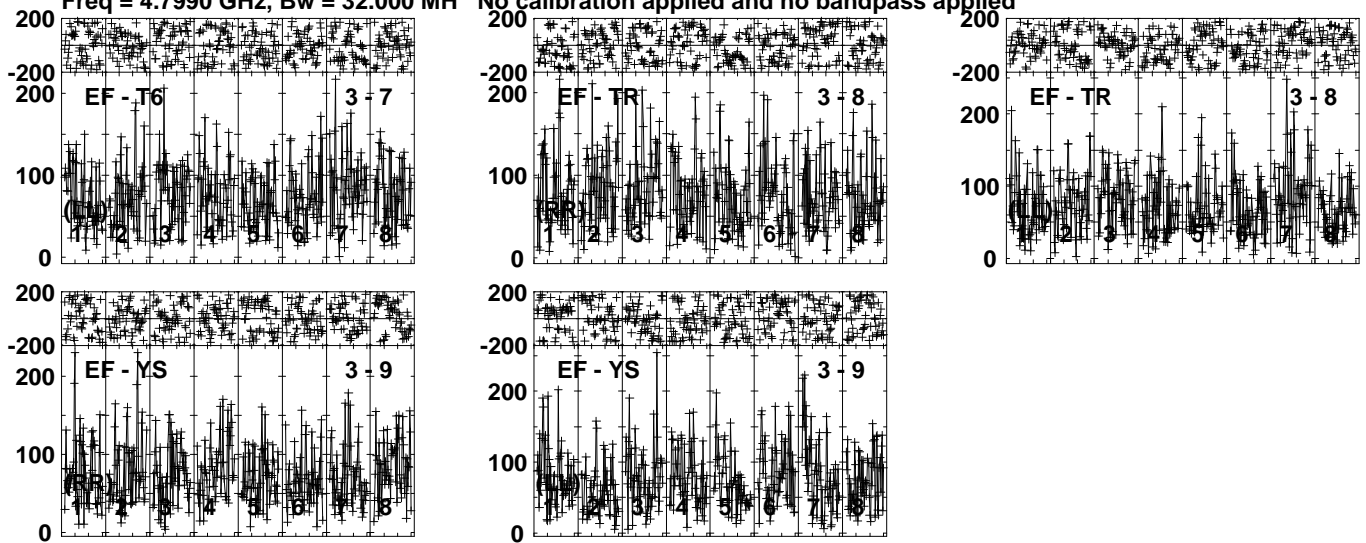 Freq = 4.7990 GHz, Bw = 32.000 MH No calibration applied and no bandpass applied
200
-200
200
100
0
EF - T6 3 - 7
(LL)
1 2 3 4 5 6 7 8
200
-200
200
100
0
EF - TR 3 - 8
(RR)
1 2 3 4 5 6 7 8
200
-200
200
100
0
EF - TR 3 - 8
(LL)
1 2 3 4 5 6 7 8
200
-200
200
100
0
EF - YS 3 - 9
(RR)
1 2 3 4 5 6 7 8
200
-200
200
100
0
EF - YS 3 - 9
(LL)
1 2 3 4 5 6 7 8